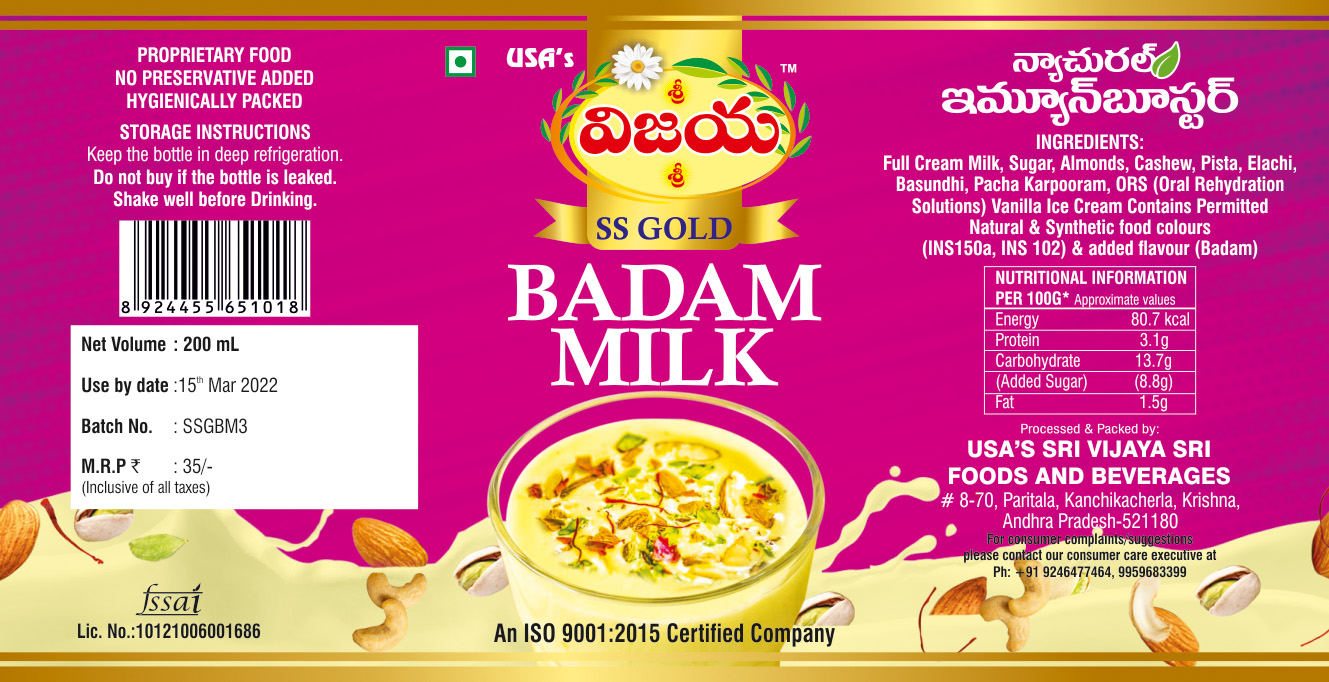 PROPRIETARY FOOD
NO PRESERVATIVE ADDED
HYGIENICALLY PACKED
STORAGE INSTRUCTIONS
Keep the bottle in deep refrigeration.
Do not buy if the bottle is leaked.
Shake well before Drinking.
8 924455 651018
Net Volume : 200 mL
Use by date :15th Mar 2022
Batch No. : SSGBM3
M.R.P ₹ : 35/-
(Inclusive of all taxes)
fssai
Lic. No.:10121006001686
USA's
TM
శ్రీ
విజయ
శ్రీ
SS GOLD
BADAM
MILK
An ISO 9001:2015 Certified Company
న్యాచురల్
ఇమ్యూన్‌బూస్టర్
INGREDIENTS:
Full Cream Milk, Sugar, Almonds, Cashew, Pista, Elachi,
Basundhi, Pacha Karpooram, ORS (Oral Rehydration
Solutions) Vanilla Ice Cream Contains Permitted
Natural & Synthetic food colours
(INS150a, INS 102) & added flavour (Badam)
NUTRITIONAL INFORMATION
PER 100G* Approximate values
Energy 80.7 kcal
Protein 3.1g
Carbohydrate 13.7g
(Added Sugar) (8.8g)
Fat 1.5g
Processed & Packed by:
USA'S SRI VIJAYA SRI
FOODS AND BEVERAGES
# 8-70, Paritala, Kanchikacherla, Krishna,
Andhra Pradesh-521180
For consumer complaints/suggestions
please contact our consumer care executive at
Ph: +91 9246477464, 9959683399